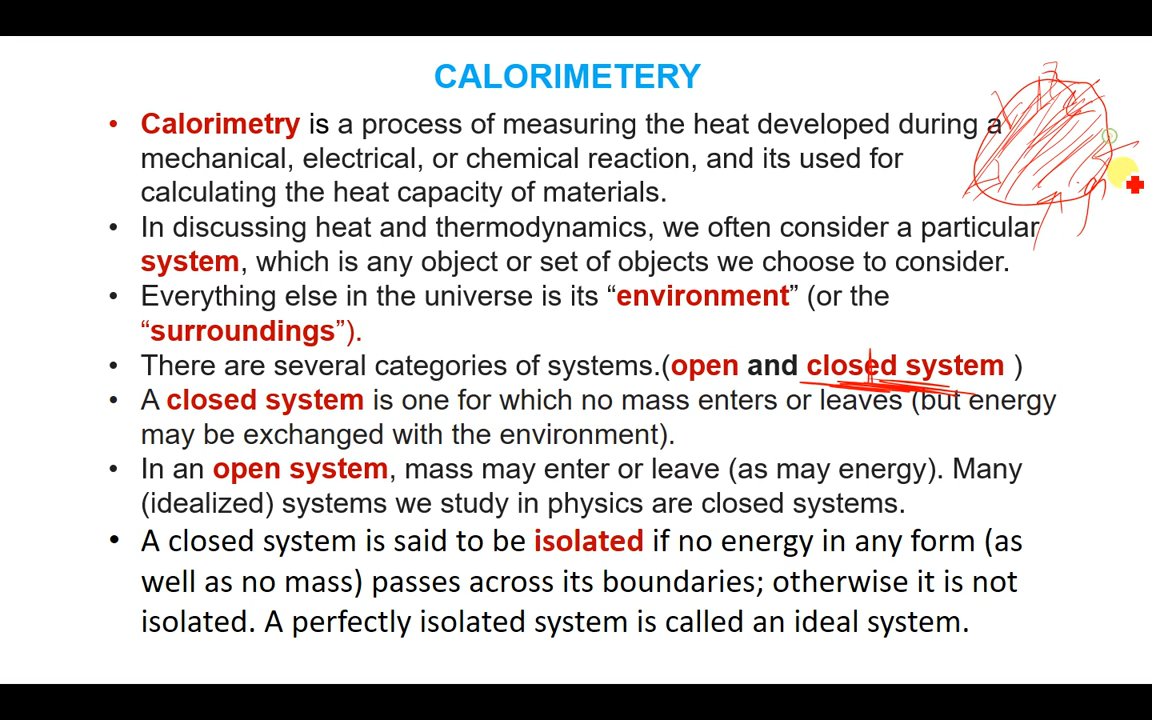 CALORIMETERY
• Calorimetry is a process of measuring the heat developed during a
mechanical, electrical, or chemical reaction, and its used for
calculating the heat capacity of materials.
• In discussing heat and thermodynamics, we often consider a particular
system, which is any object or set of objects we choose to consider.
• Everything else in the universe is its “environment” (or the
“surroundings”).
• There are several categories of systems.(open and closed system )
• A closed system is one for which no mass enters or leaves (but energy
may be exchanged with the environment).
• In an open system, mass may enter or leave (as may energy). Many
(idealized) systems we study in physics are closed systems.
• A closed system is said to be isolated if no energy in any form (as
well as no mass) passes across its boundaries; otherwise it is not
isolated. A perfectly isolated system is called an ideal system.